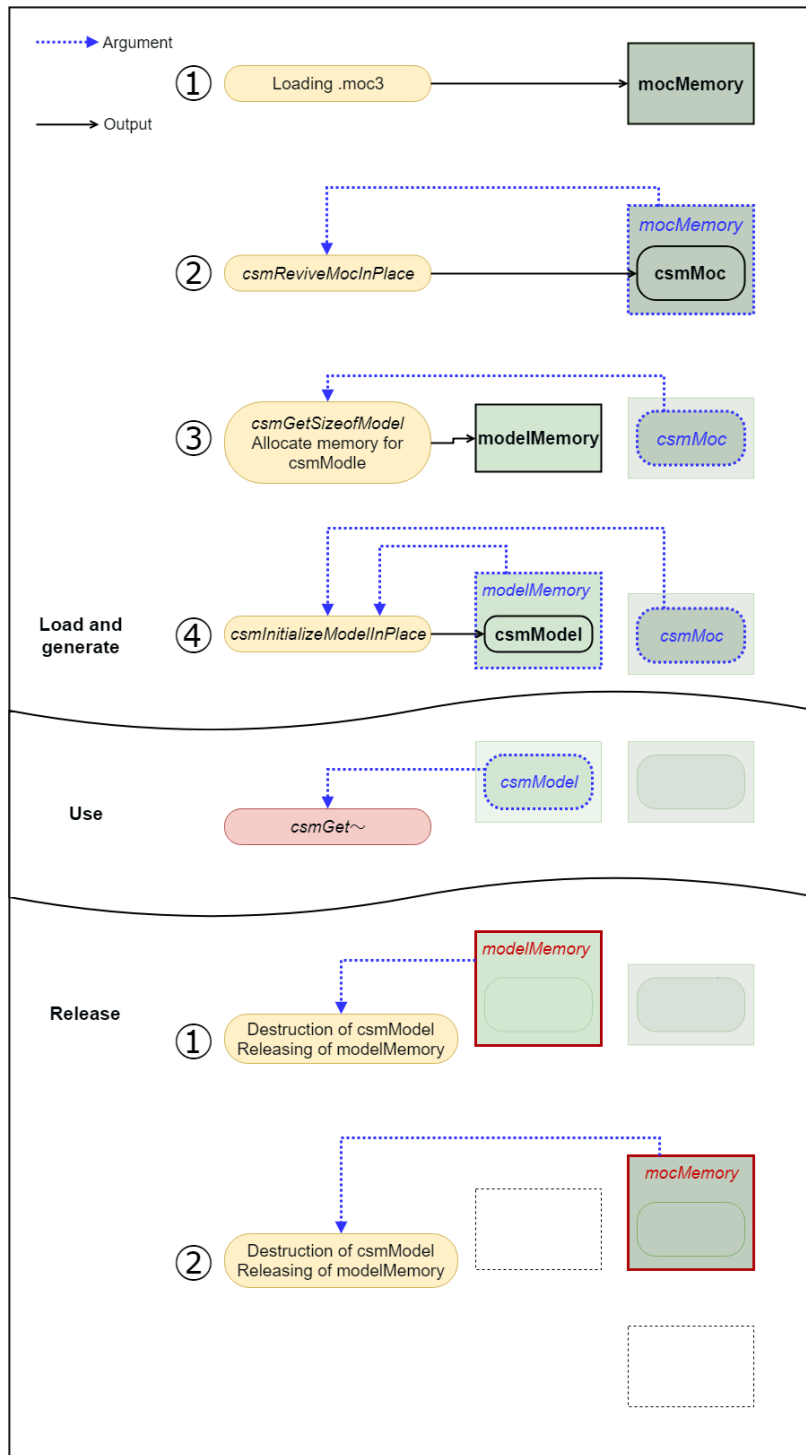 Argument
① Loading .moc3 mocMemory
Output
mocMemory
② csmReviveMocInPlace csmMoc
③ csmGetSizeofModel
Allocate memory for
csmModle
modelMemory csmMoc
modelMemory
Load and
generate
④ csmInitializeModelInPlace csmModel csmMoc
csmModel
Use
csmGet～
modelMemory
Release
① Destruction of csmModel
Releasing of modelMemory
mocMemory
② Destruction of csmModel
Releasing of modelMemory